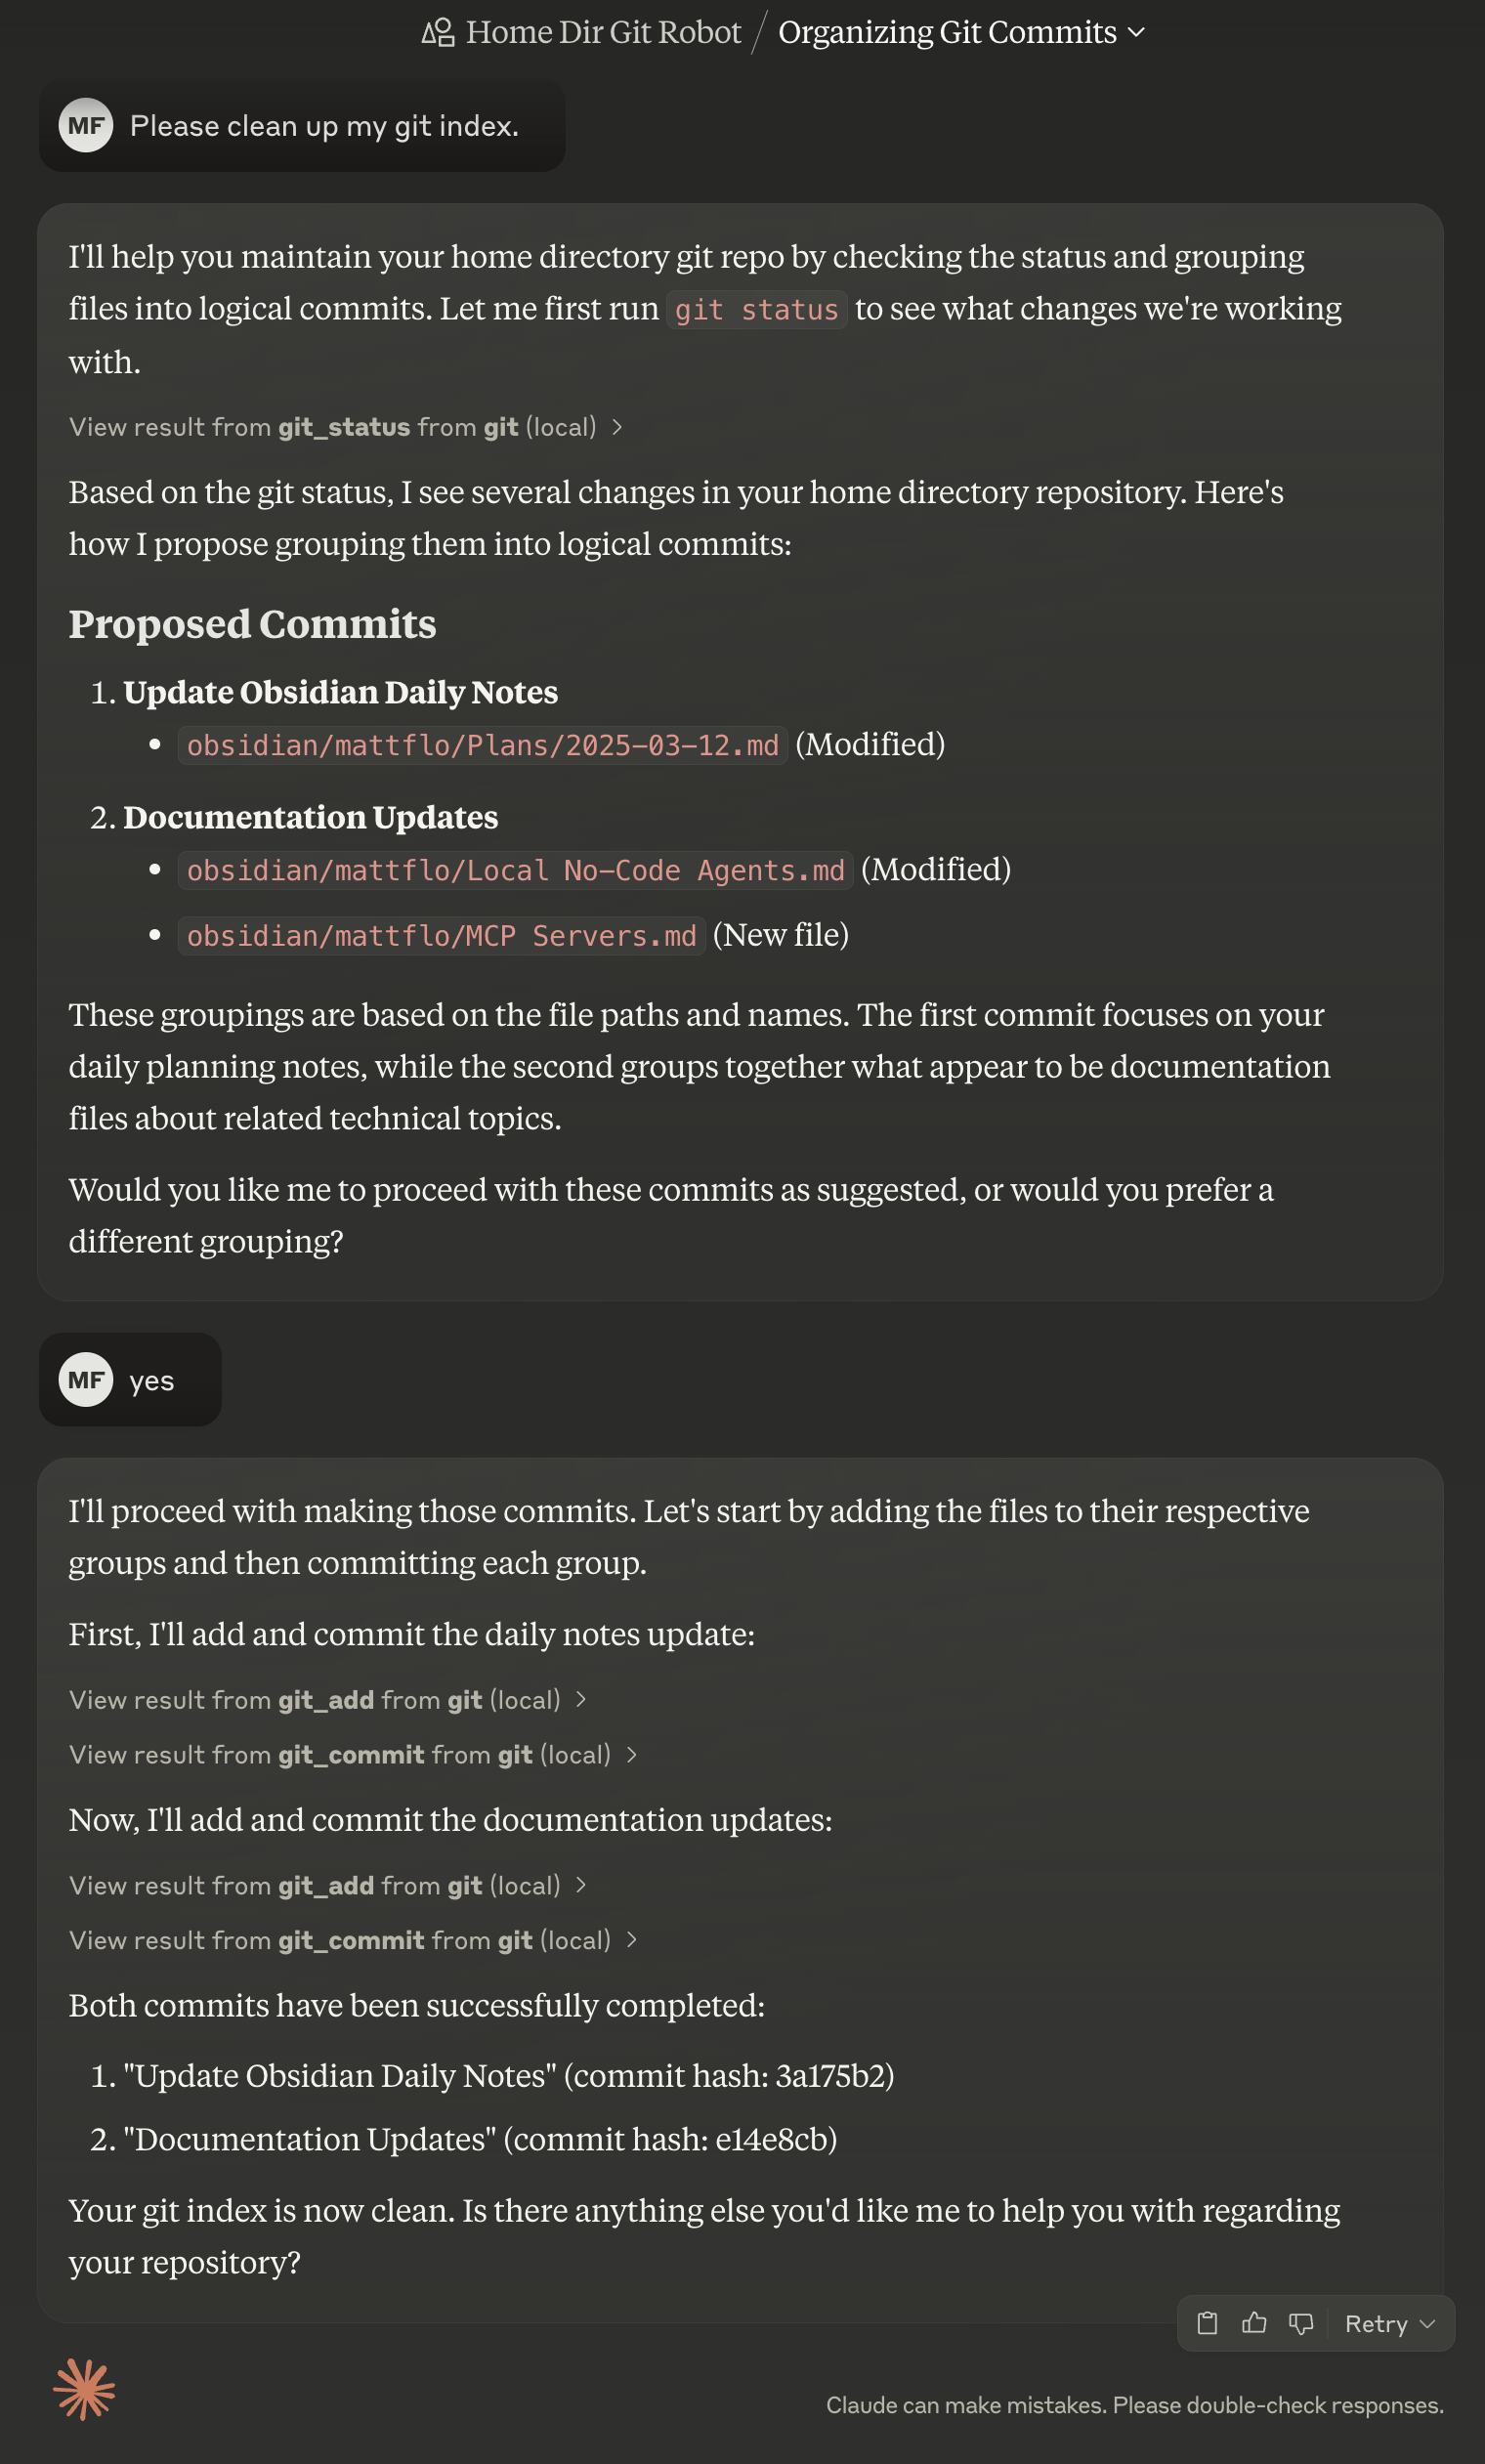 Home Dir Git Robot / Organizing Git Commits
MF Please clean up my git index.
I'll help you maintain your home directory git repo by checking the status and grouping
files into logical commits. Let me first run git status to see what changes we're working
with.
View result from git_status from git (local)
Based on the git status, I see several changes in your home directory repository. Here's
how I propose grouping them into logical commits:
Proposed Commits
1. Update Obsidian Daily Notes
• obsidian/mattflo/Plans/2025-03-12.md (Modified)
2. Documentation Updates
• obsidian/mattflo/Local No-Code Agents.md (Modified)
• obsidian/mattflo/MCP Servers.md (New file)
These groupings are based on the file paths and names. The first commit focuses on your
daily planning notes, while the second groups together what appear to be documentation
files about related technical topics.
Would you like me to proceed with these commits as suggested, or would you prefer a
different grouping?
MF yes
I'll proceed with making those commits. Let's start by adding the files to their respective
groups and then committing each group.
First, I'll add and commit the daily notes update:
View result from git_add from git (local)
View result from git_commit from git (local)
Now, I'll add and commit the documentation updates:
View result from git_add from git (local)
View result from git_commit from git (local)
Both commits have been successfully completed:
1. "Update Obsidian Daily Notes" (commit hash: 3a175b2)
2. "Documentation Updates" (commit hash: e14e8cb)
Your git index is now clean. Is there anything else you'd like me to help you with regarding
your repository?
Retry
Claude can make mistakes. Please double-check responses.